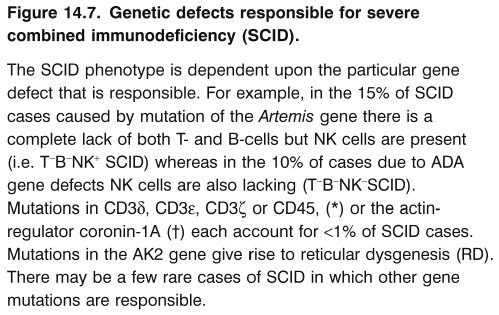 Figure 14.7. Genetic defects responsible for severe
combined immunodeficiency (SCID).
The SCID phenotype is dependent upon the particular gene
defect that is responsible. For example, in the 15% of SCID
cases caused by mutation of the Artemis gene there is a
complete lack of both T- and B-cells but NK cells are present
(i.e. T⁻B⁻NK⁺ SCID) whereas in the 10% of cases due to ADA
gene defects NK cells are also lacking (T⁻B⁻NK⁻SCID).
Mutations in CD3δ, CD3ε, CD3ζ or CD45, (*) or the actin-
regulator coronin-1A (†) each account for <1% of SCID cases.
Mutations in the AK2 gene give rise to reticular dysgenesis (RD).
There may be a few rare cases of SCID in which other gene
mutations are responsible.